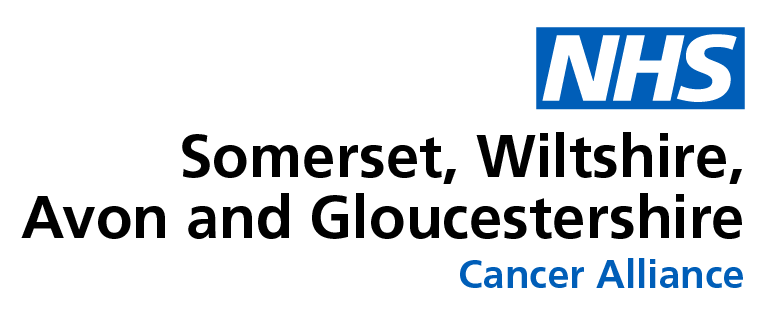 NHS
Somerset, Wiltshire,
Avon and Gloucestershire
Cancer Alliance